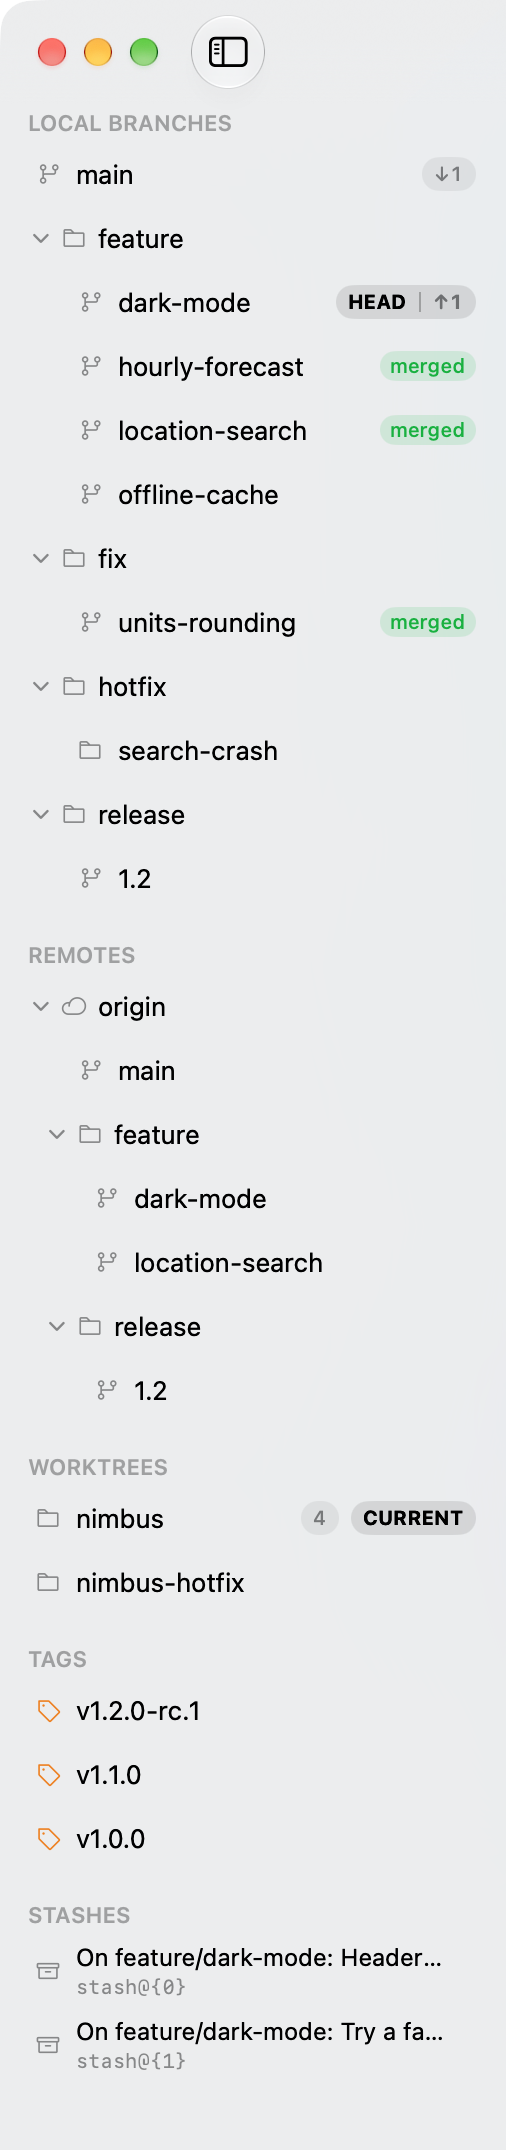 LOCAL BRANCHES
main ↓1
feature
dark-mode HEAD | ↑1
hourly-forecast merged
location-search merged
offline-cache
fix
units-rounding merged
hotfix
search-crash
release
1.2
REMOTES
origin
main
feature
dark-mode
location-search
release
1.2
WORKTREES
nimbus 4 CURRENT
nimbus-hotfix
TAGS
v1.2.0-rc.1
v1.1.0
v1.0.0
STASHES
On feature/dark-mode: Header…
stash@{0}
On feature/dark-mode: Try a fa…
stash@{1}